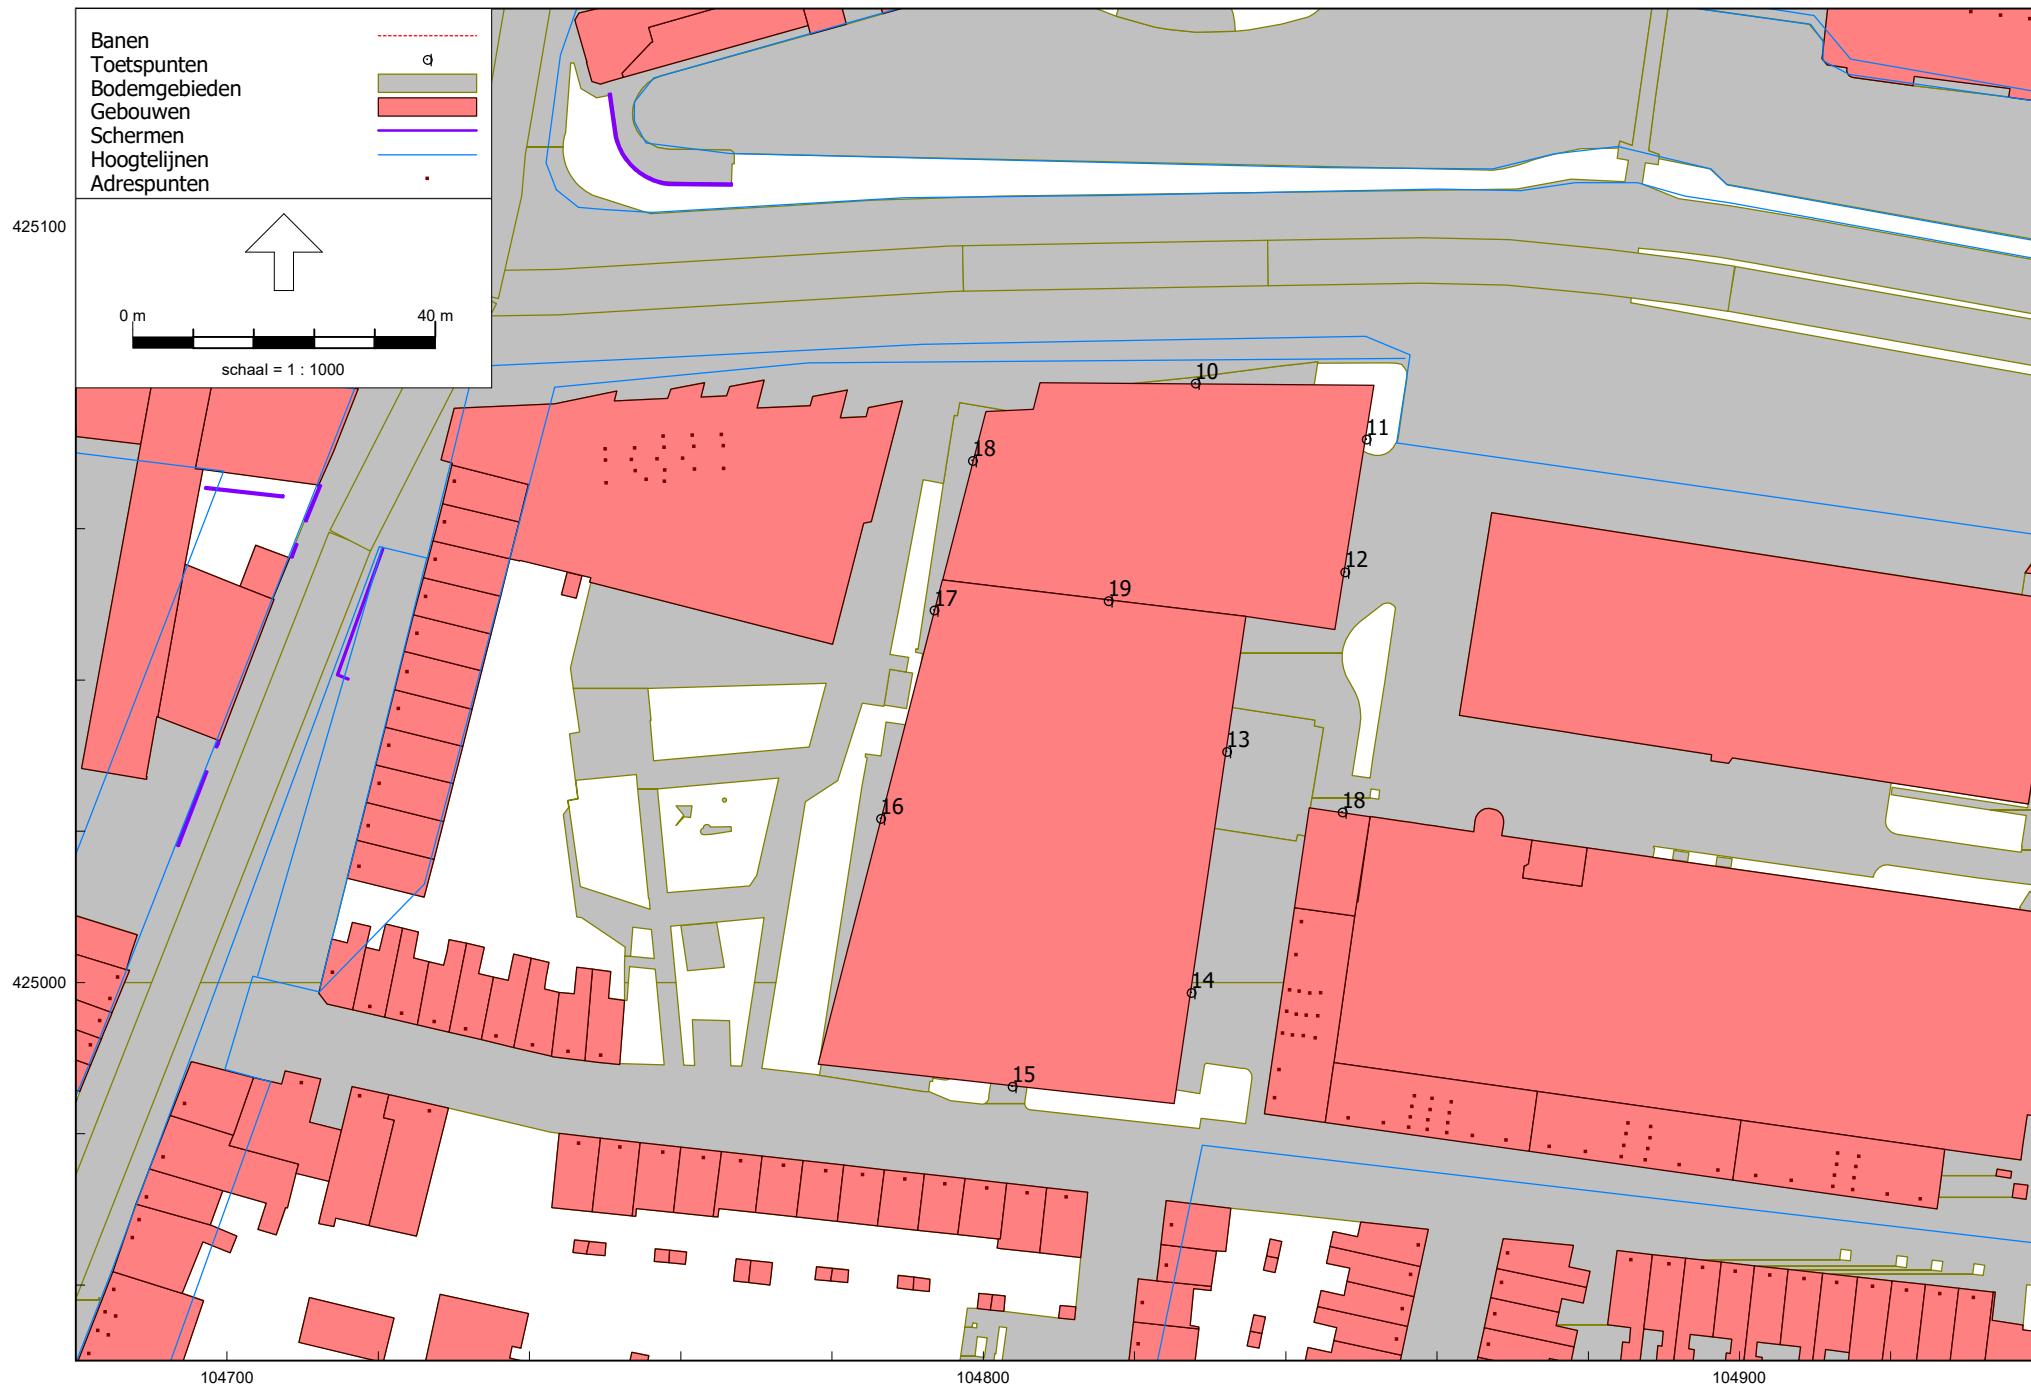 Banen
Toetspunten
Bodemgebieden
Gebouwen
Schermen
Hoogtelijnen
Adrespunten
425100
0 m 40 m
schaal = 1 : 1000
10
11
18
12
19
17
13
18
16
425000
14
15
104700 104800 104900